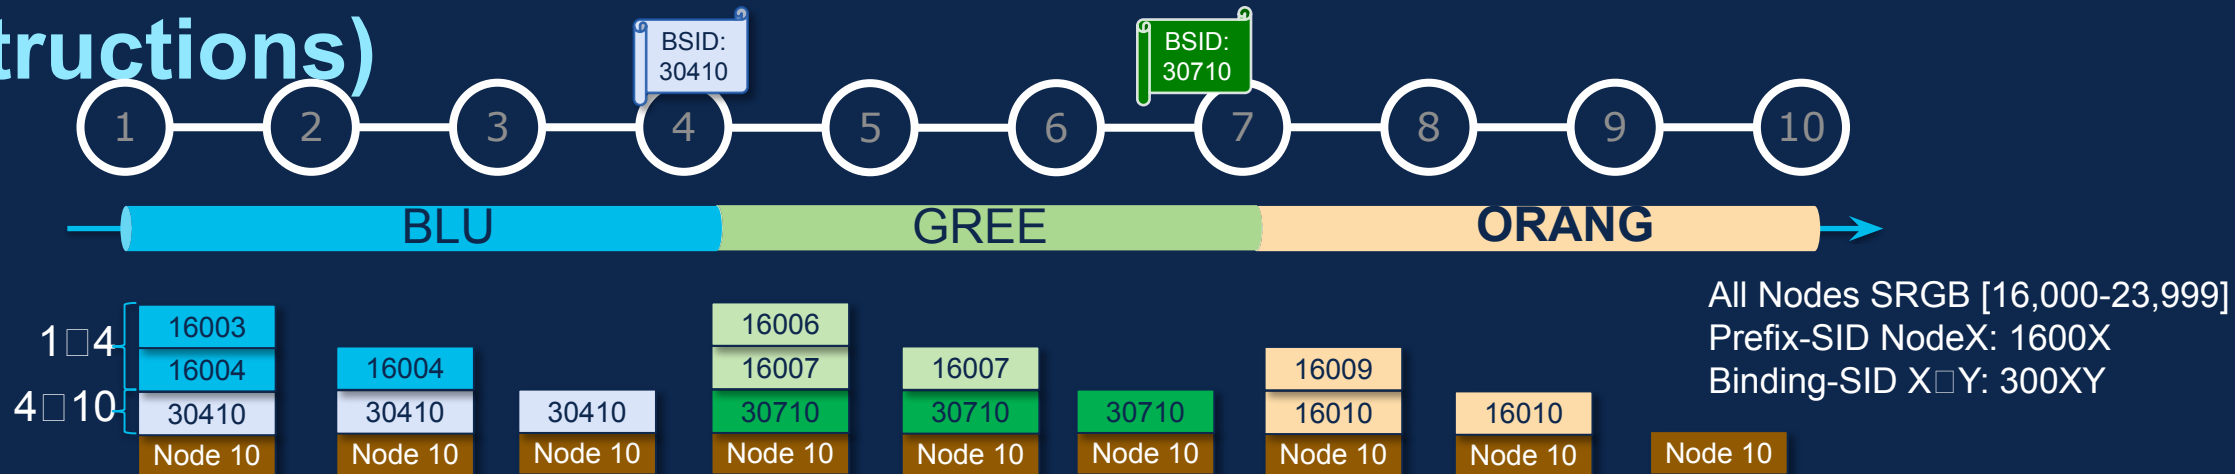 tructions)
BSID:
30410
BSID:
30710
1 2 3 4 5 6 7 8 9 10
BLU GREE ORANG
All Nodes SRGB [16,000-23,999]
Prefix-SID NodeX: 1600X
Binding-SID X□Y: 300XY
1□4
4□10
16003
16004
30410
Node 10
16004
30410
Node 10
30410
Node 10
16006
16007
30710
Node 10
16007
30710
Node 10
30710
Node 10
16009
16010
Node 10
16010
Node 10
Node 10